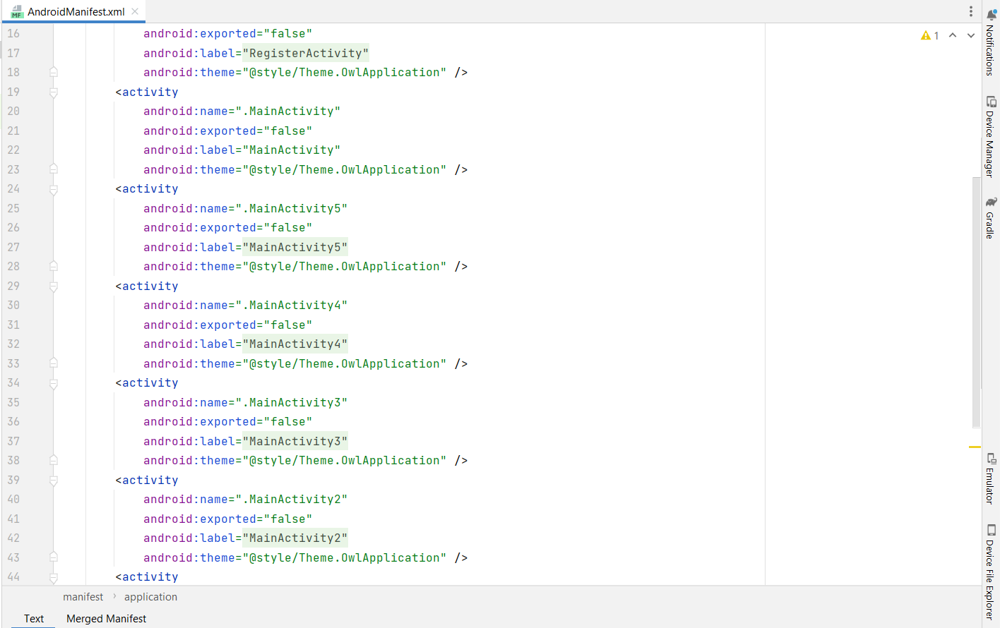 AndroidManifest.xml
16 android:exported="false"
17 android:label="RegisterActivity"
18 android:theme="@style/Theme.OwlApplication" />
19 <activity
20 android:name=".MainActivity"
21 android:exported="false"
22 android:label="MainActivity"
23 android:theme="@style/Theme.OwlApplication" />
24 <activity
25 android:name=".MainActivity5"
26 android:exported="false"
27 android:label="MainActivity5"
28 android:theme="@style/Theme.OwlApplication" />
29 <activity
30 android:name=".MainActivity4"
31 android:exported="false"
32 android:label="MainActivity4"
33 android:theme="@style/Theme.OwlApplication" />
34 <activity
35 android:name=".MainActivity3"
36 android:exported="false"
37 android:label="MainActivity3"
38 android:theme="@style/Theme.OwlApplication" />
39 <activity
40 android:name=".MainActivity2"
41 android:exported="false"
42 android:label="MainActivity2"
43 android:theme="@style/Theme.OwlApplication" />
44 <activity
manifest › application
Text Merged Manifest
1
MF
Notifications
Device Manager
Gradle
Emulator
Device File Explorer